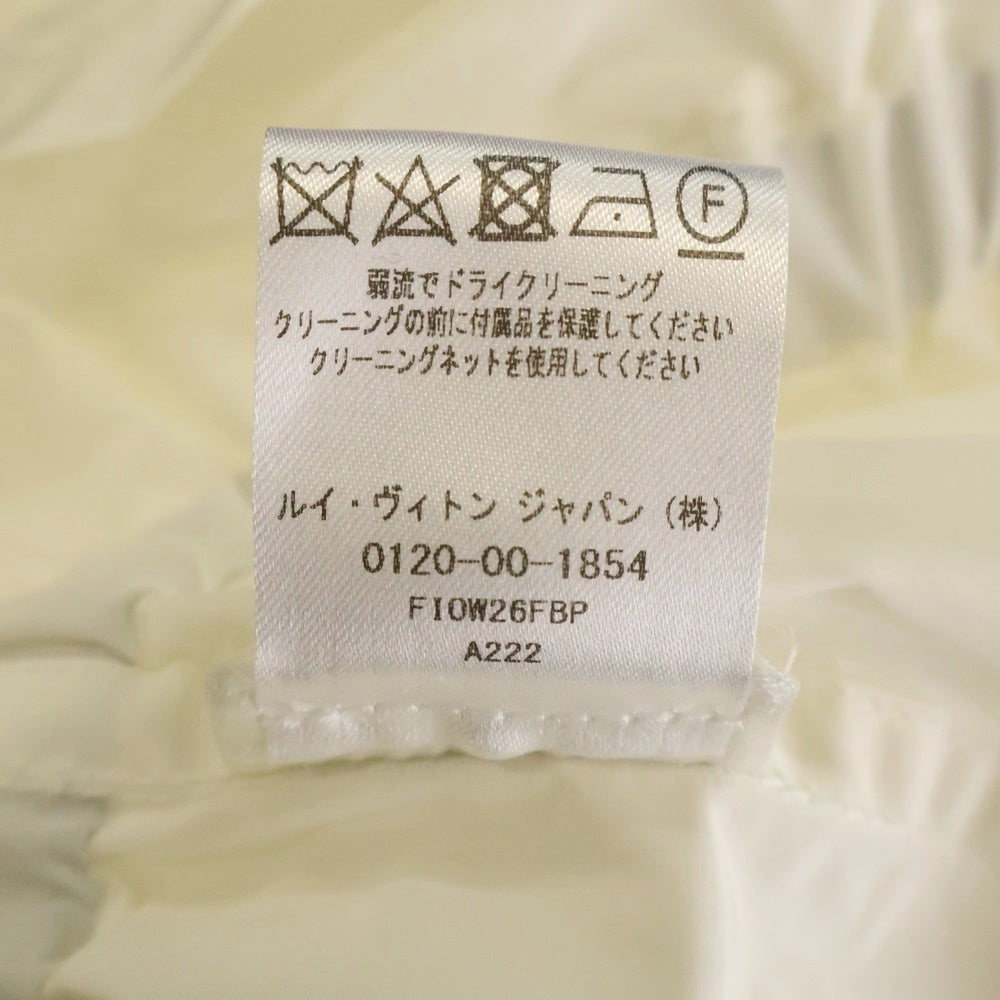 F
弱流でドライクリーニング
クリーニングの前に付属品を保護してください
クリーニングネットを使用してください
ルイ・ヴィトン ジャパン (株)
0120-00-1854
FIOW26FBP
A222